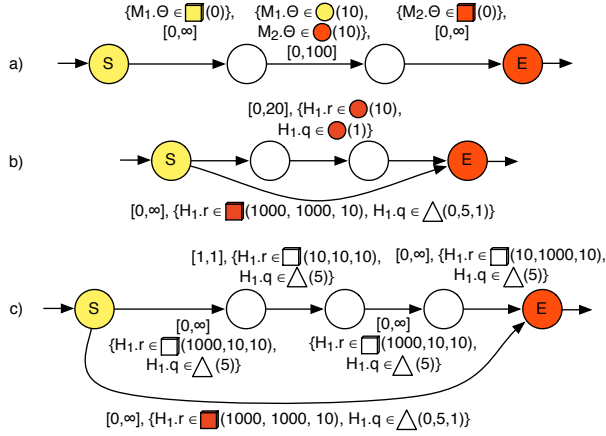 {M₁.Θ ∈ (0)}, {M₁.Θ ∈ (10), {M₂.Θ ∈ (0)},
[0,∞] M₂.Θ ∈ (10)}, [0,∞]
[0,100]
a) S E
[0,20], {H₁.r ∈ (10),
H₁.q ∈ (1)}
b) S E
[0,∞], {H₁.r ∈ (1000, 1000, 10), H₁.q ∈ △(0,5,1)}
[1,1], {H₁.r ∈ (10,10,10), [0,∞], {H₁.r ∈ (10,1000,10),
H₁.q ∈ △(5)} H₁.q ∈ △(5)}
c) S E
[0,∞] [0,∞]
{H₁.r ∈ (1000,10,10), {H₁.r ∈ (1000,10,10),
H₁.q ∈ △(5)} H₁.q ∈ △(5)}
[0,∞], {H₁.r ∈ (1000, 1000, 10), H₁.q ∈ △(0,5,1)}